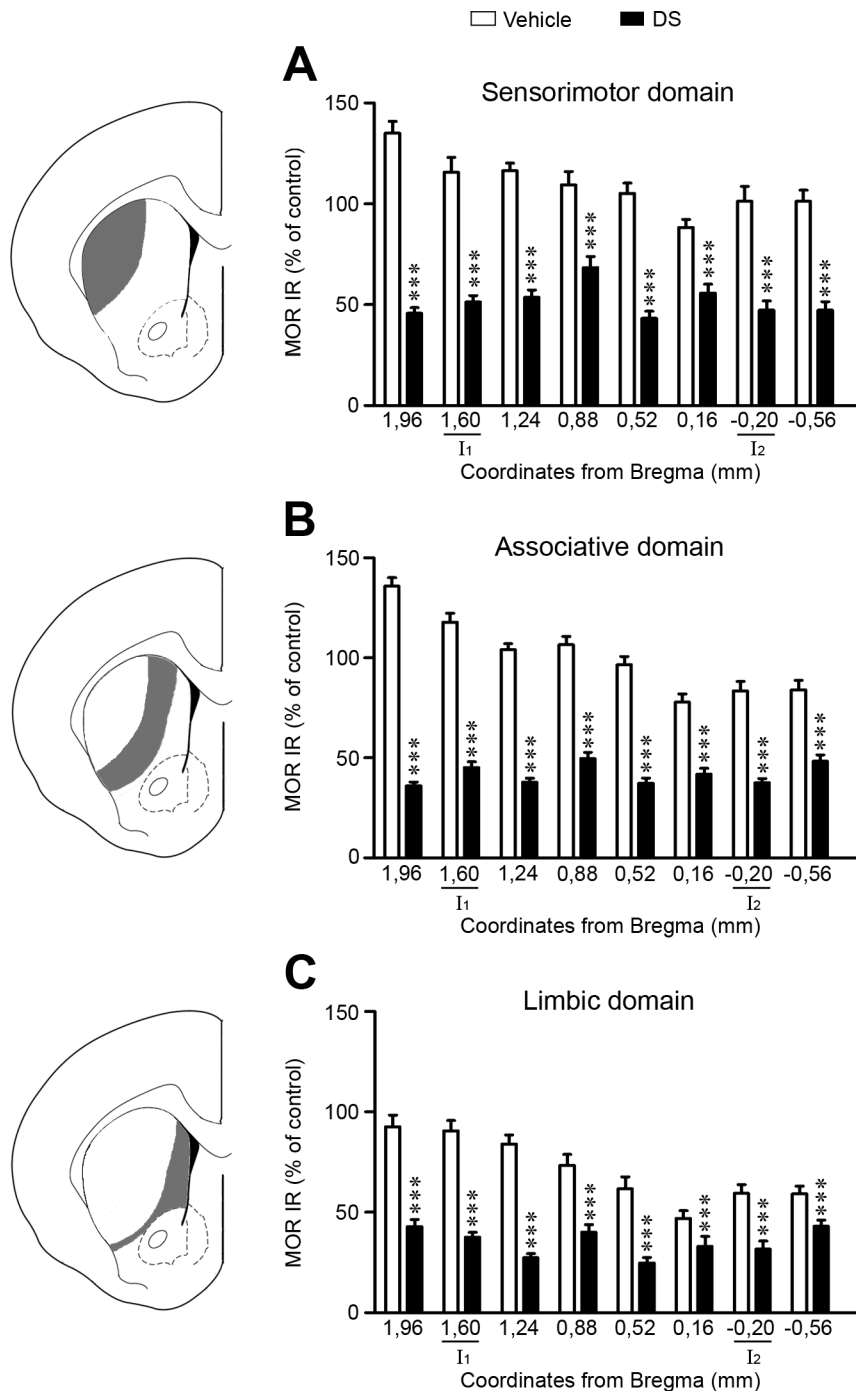 Vehicle DS
A
Sensorimotor domain
MOR IR (% of control)
150
100
50
0
*** *** *** *** *** *** *** ***
1,96 1,60 1,24 0,88 0,52 0,16 -0,20 -0,56
I1 I2
Coordinates from Bregma (mm)
B
Associative domain
MOR IR (% of control)
150
100
50
0
*** *** *** *** *** *** *** ***
1,96 1,60 1,24 0,88 0,52 0,16 -0,20 -0,56
I1 I2
Coordinates from Bregma (mm)
C
Limbic domain
MOR IR (% of control)
150
100
50
0
*** *** *** *** *** *** *** ***
1,96 1,60 1,24 0,88 0,52 0,16 -0,20 -0,56
I1 I2
Coordinates from Bregma (mm)